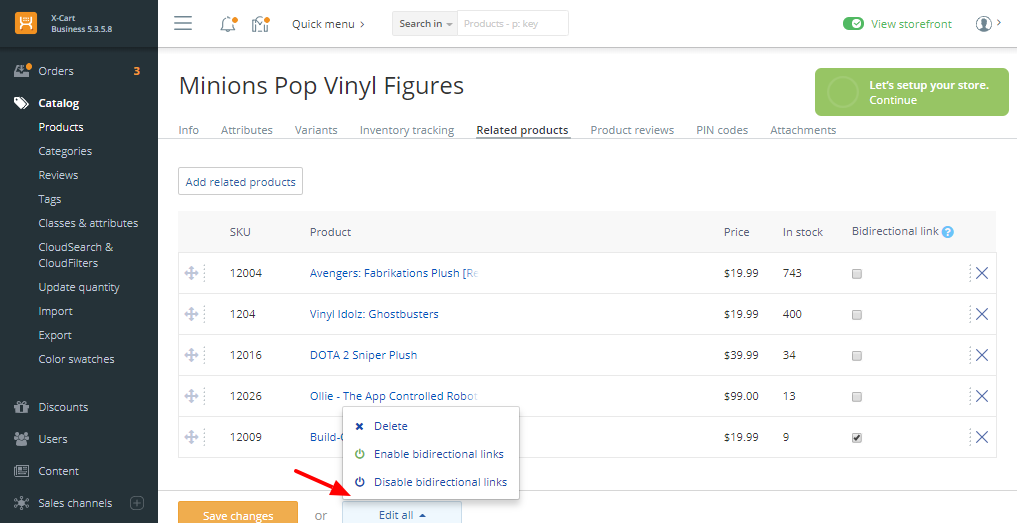 X-Cart
Business 5.3.5.8
Quick menu
Search in
Products - p: key
View storefront
Orders
3
Catalog
Products
Categories
Reviews
Tags
Classes & attributes
CloudSearch &
CloudFilters
Update quantity
Import
Export
Color swatches
Discounts
Users
Content
Sales channels
Minions Pop Vinyl Figures
Let's setup your store.
Continue
Info Attributes Variants Inventory tracking Related products Product reviews PIN codes Attachments
Add related products
SKU Product Price In stock Bidirectional link ?
12004 Avengers: Fabrikations Plush [Re $19.99 743
1204 Vinyl Idolz: Ghostbusters $19.99 400
12016 DOTA 2 Sniper Plush $39.99 34
12026 Ollie - The App Controlled Robot $99.00 13
12009 Build- $19.99 9
Delete
Enable bidirectional links
Disable bidirectional links
Save changes or Edit all